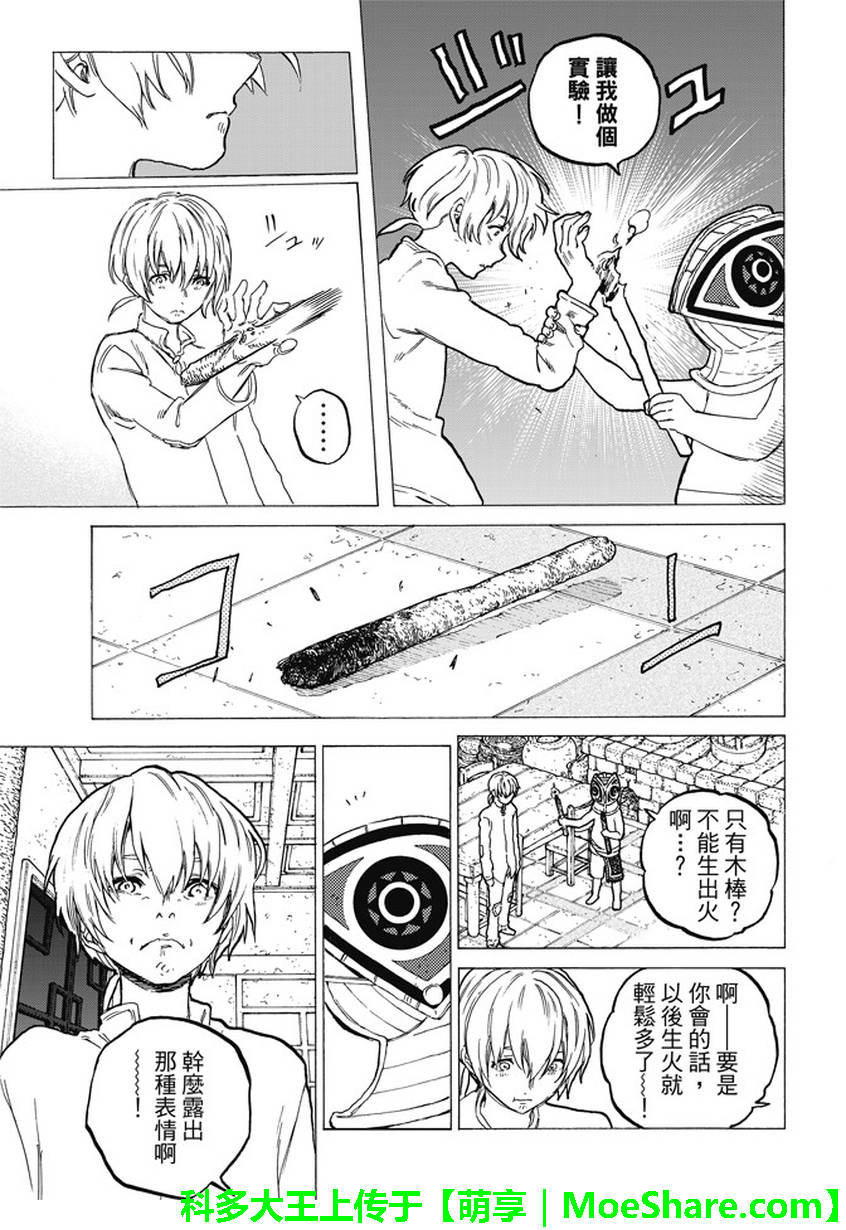 讓我做個
實驗！
ジュ
ジュ
……
コン
只有木棒？
不能生出火
啊…？
啊——要是
你會的話，
以後生火就
輕鬆多了～！
幹麼露出
那種表情啊
～～！
科多大王上传于【萌享｜MoeShare.com】